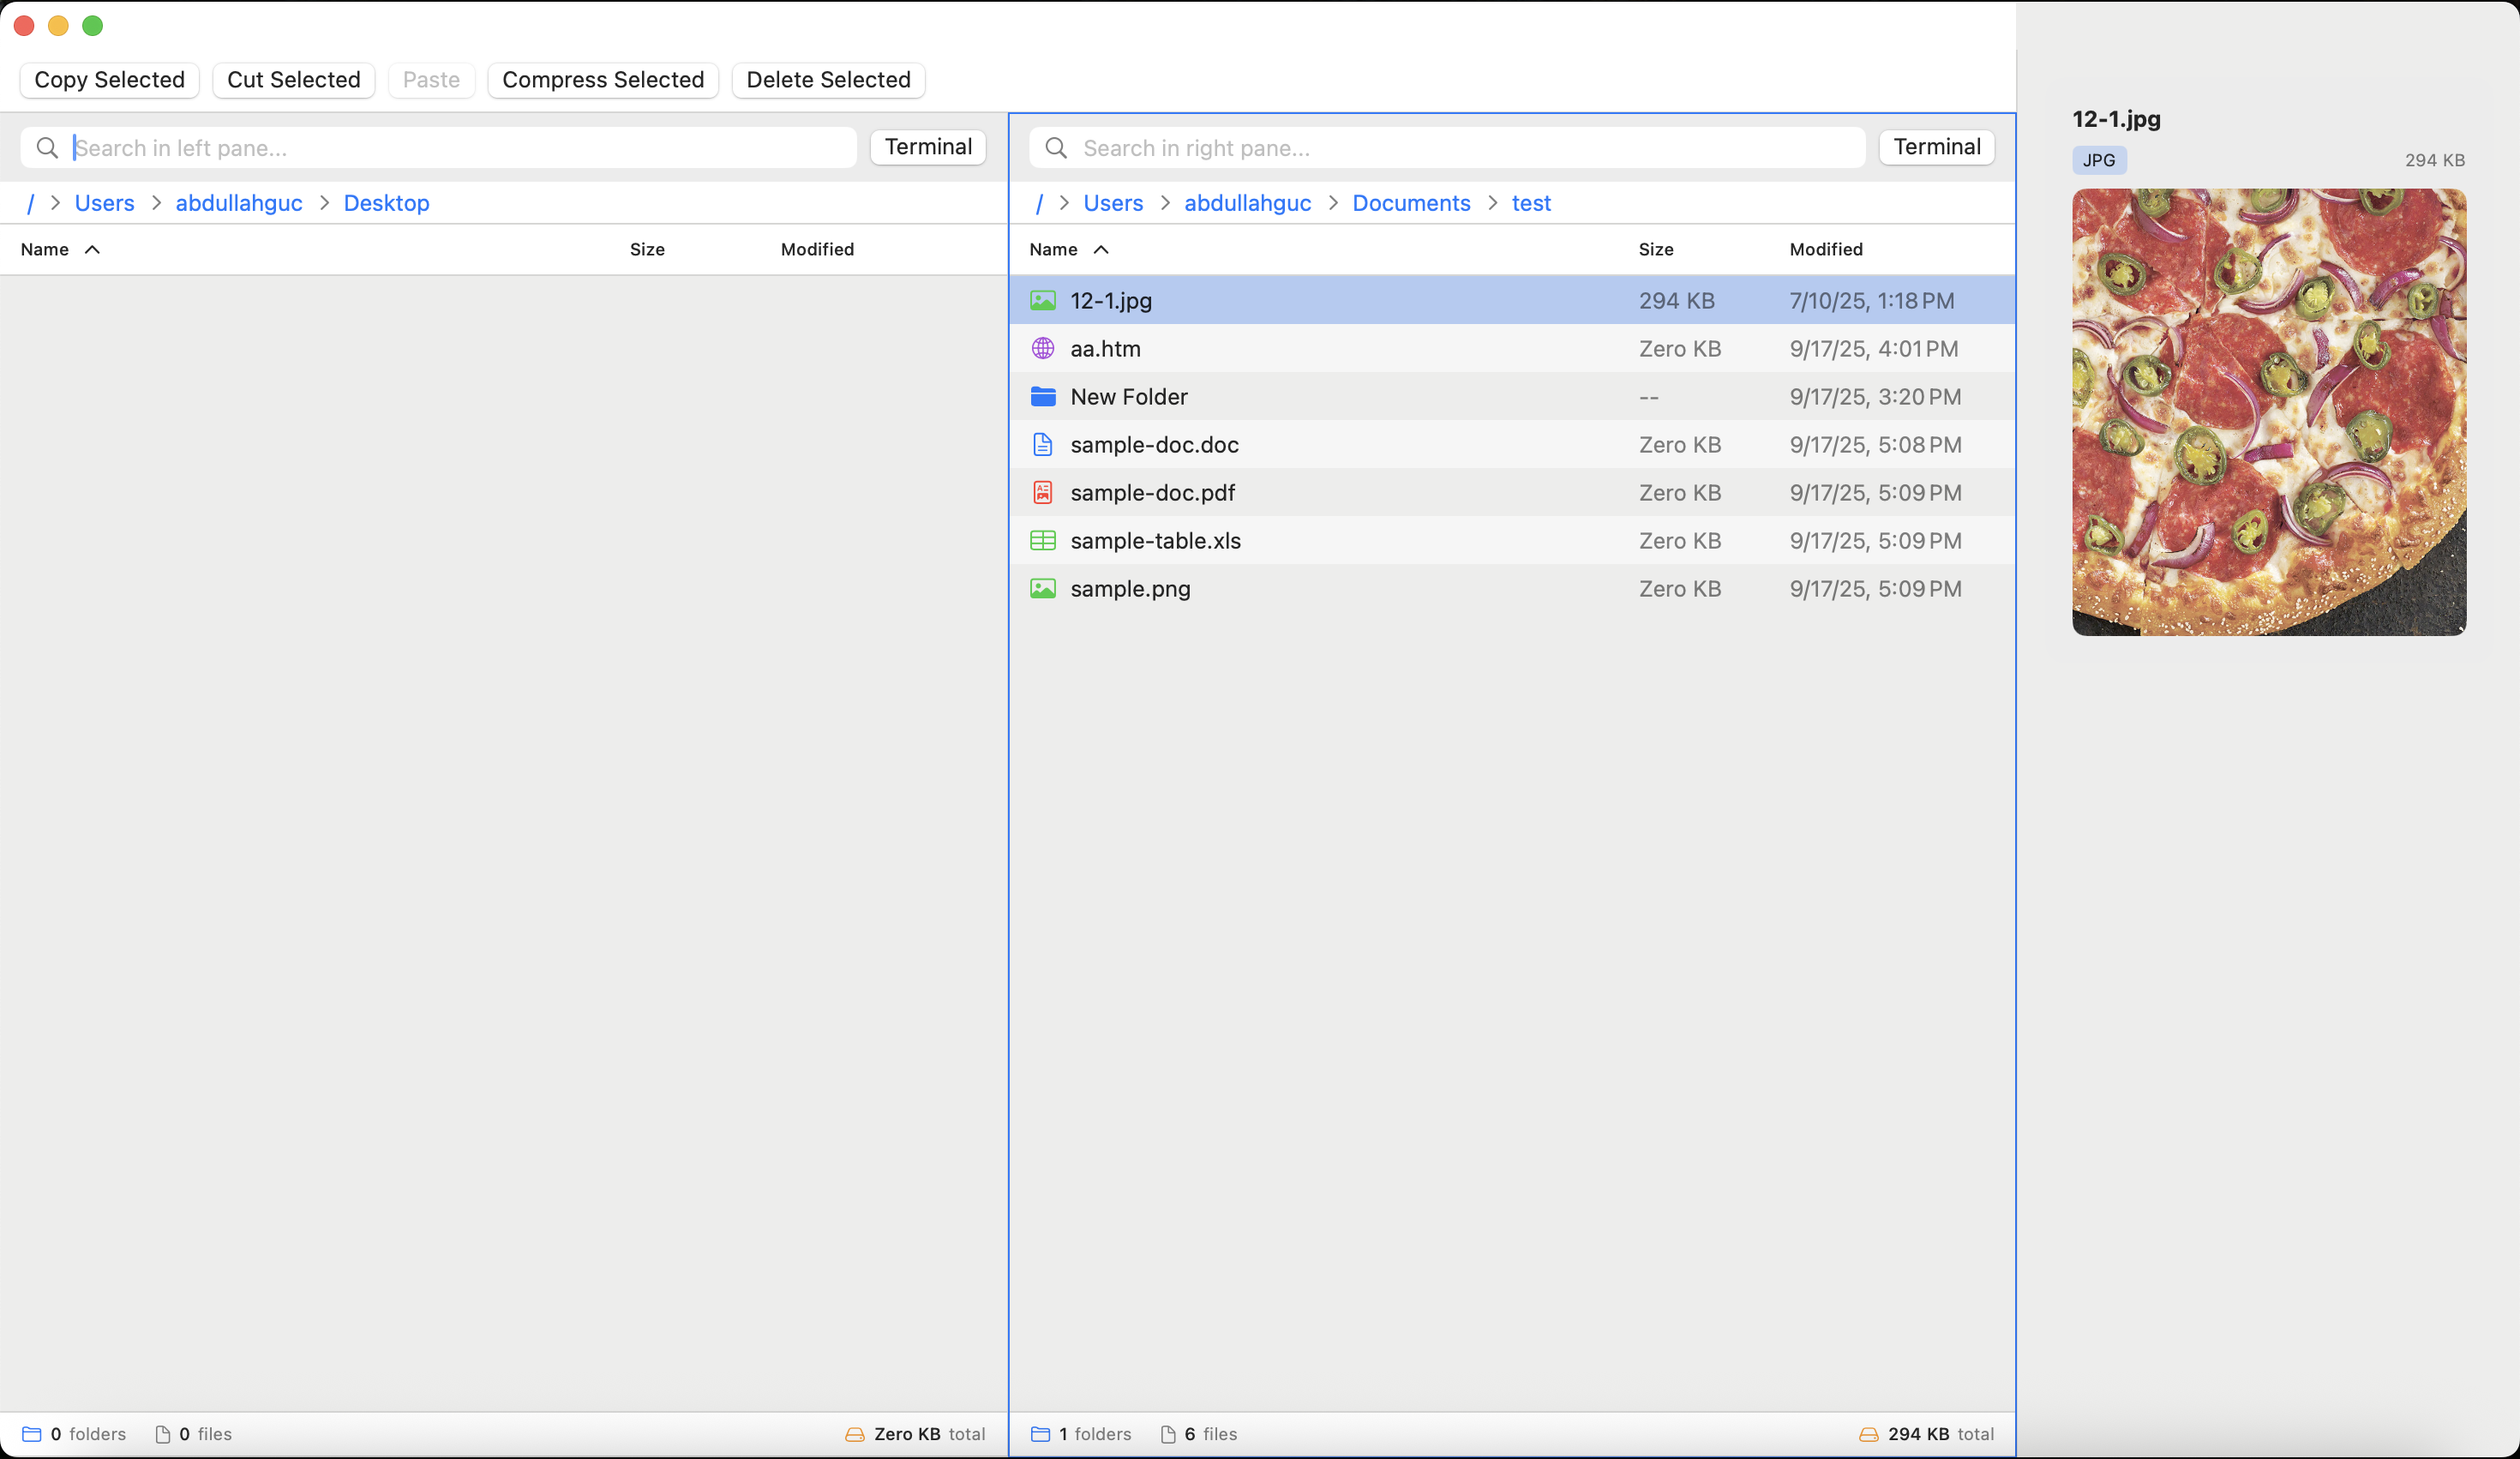 Copy Selected Cut Selected Paste Compress Selected Delete Selected
Search in left pane... Terminal
/ > Users > abdullahguc > Desktop
Name Size Modified
0 folders 0 files Zero KB total
Search in right pane... Terminal
/ > Users > abdullahguc > Documents > test
Name Size Modified
12-1.jpg 294 KB 7/10/25, 1:18 PM
aa.htm Zero KB 9/17/25, 4:01 PM
New Folder -- 9/17/25, 3:20 PM
sample-doc.doc Zero KB 9/17/25, 5:08 PM
sample-doc.pdf Zero KB 9/17/25, 5:09 PM
sample-table.xls Zero KB 9/17/25, 5:09 PM
sample.png Zero KB 9/17/25, 5:09 PM
1 folders 6 files 294 KB total
12-1.jpg
JPG 294 KB